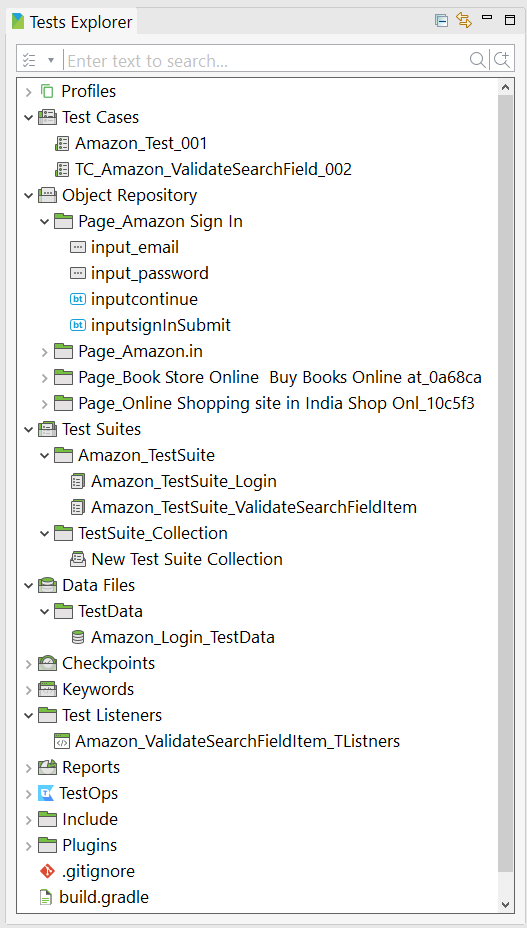 Tests Explorer
Enter text to search...
Profiles
Test Cases
Amazon_Test_001
TC_Amazon_ValidateSearchField_002
Object Repository
Page_Amazon Sign In
input_email
input_password
bt inputcontinue
bt inputsignInSubmit
Page_Amazon.in
Page_Book Store Online  Buy Books Online at_0a68ca
Page_Online Shopping site in India Shop Onl_10c5f3
Test Suites
Amazon_TestSuite
Amazon_TestSuite_Login
Amazon_TestSuite_ValidateSearchFieldItem
TestSuite_Collection
New Test Suite Collection
Data Files
TestData
Amazon_Login_TestData
Checkpoints
Keywords
Test Listeners
Amazon_ValidateSearchFieldItem_TListners
Reports
TestOps
Include
Plugins
.gitignore
build.gradle